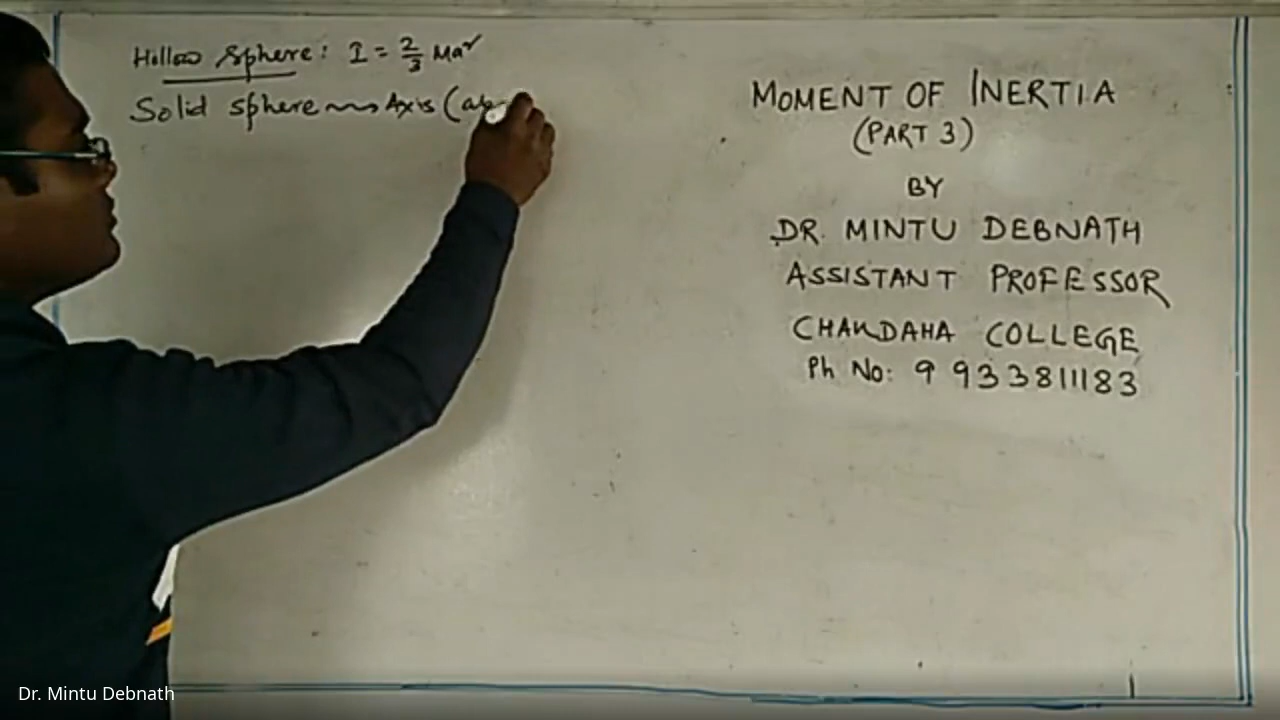 Hollow Sphere: I = 2/3 Ma²
Solid sphere ⇝ Axis (ab
MOMENT OF INERTIA
(PART 3)
BY
DR. MINTU DEBNATH
ASSISTANT PROFESSOR
CHAKDAHA COLLEGE
Ph No: 9933811183
Dr. Mintu Debnath